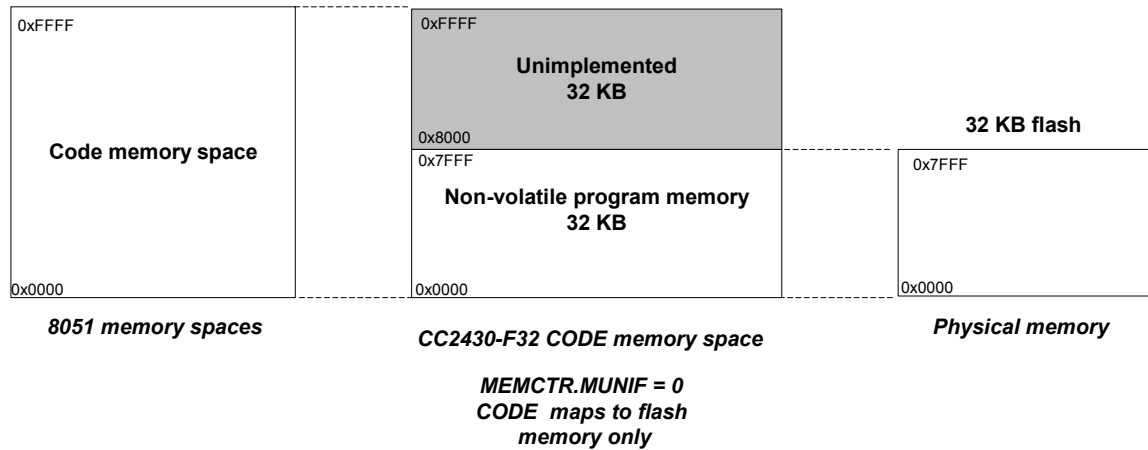 0xFFFF
Code memory space
0x0000
8051 memory spaces
0xFFFF
Unimplemented
32 KB
0x8000
0x7FFF
Non-volatile program memory
32 KB
0x0000
CC2430-F32 CODE memory space
MEMCTR.MUNIF = 0
CODE maps to flash
memory only
32 KB flash
0x7FFF
0x0000
Physical memory